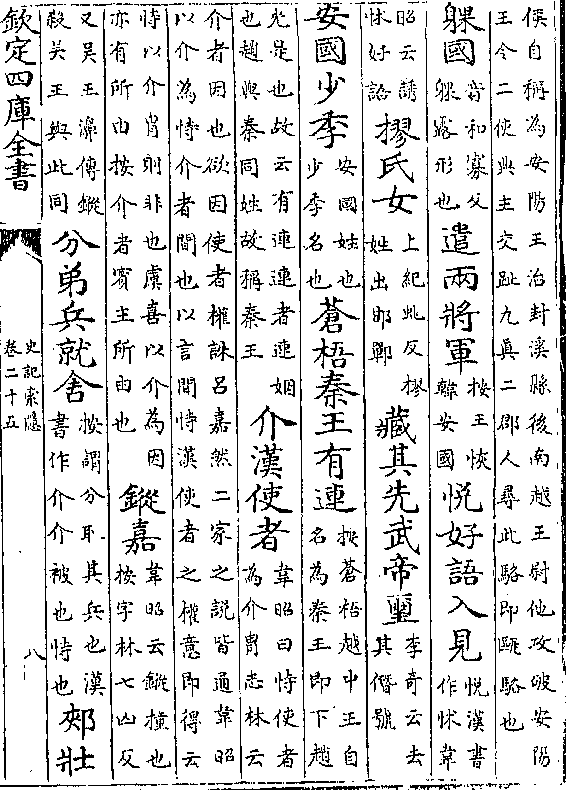 侯自稱為安陽王治封溪縣後南越王尉他攻破安陽
王令二使典主交趾九真二郡人尋此駱即甌駱也
躶國音和寡反躶露形也遣兩將軍按王恢韓安國悅好語入見悅漢書作怵韋
昭云誘怵好語摎氏女上紀虬反摎姓出邯鄲藏其先武帝璽李奇云去其僭號
安國少季安國姓也少季名也蒼梧秦王有連按蒼梧越中王自名為秦王即下趙
光是也故云有連連者連姻也趙與秦同姓故稱秦王介漢使者韋昭曰恃使者為介胄志林云
介者因也欲因使者權誅呂嘉然二家之說皆通韋昭
以介為恃介者間也以言間恃漢使者之權意即得云
恃以介胄則非也虞喜以介為因亦有所由按介者賓主所由也鏦嘉韋昭云鏦撞也按字林七凶反
又吴王濞傳鏦殺吴王與此同分弟兵就舍按謂分取其兵也漢書作介介被也恃也郟壯
欽定四庫全書
史記索隱
卷二十五
八